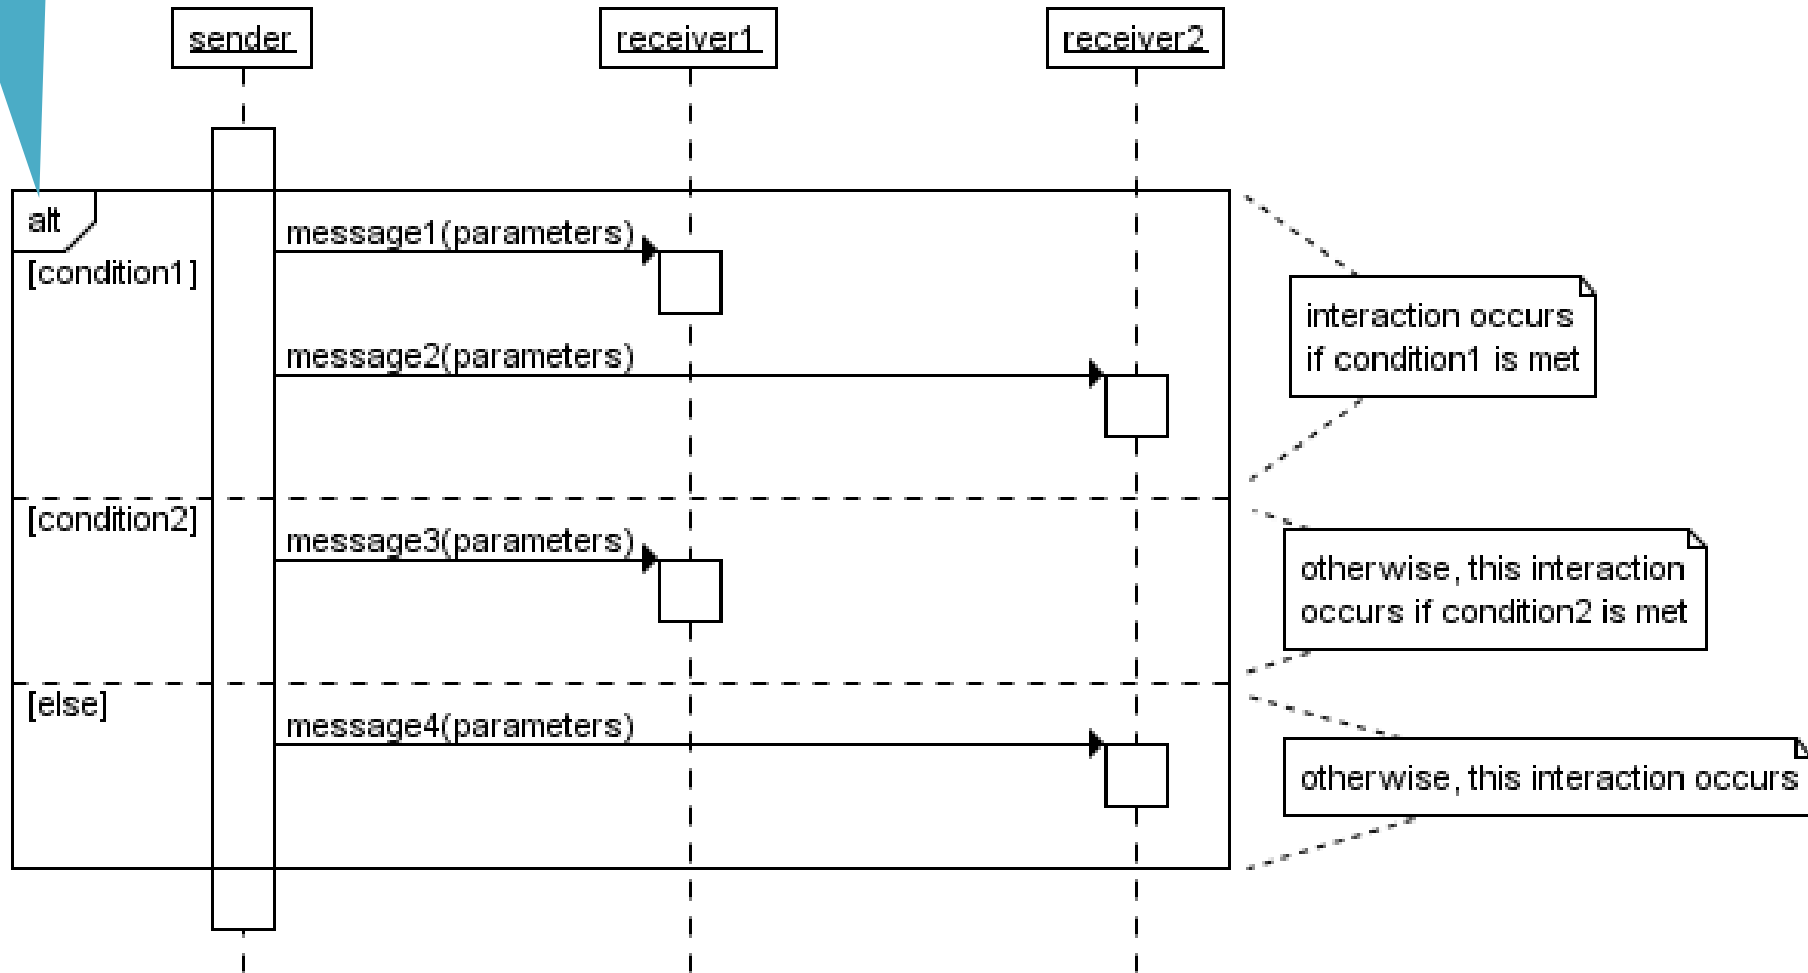 sender
receiver1
receiver2
alt
[condition1]
message1(parameters)
message2(parameters)
interaction occurs
if condition1 is met
[condition2]
message3(parameters)
otherwise, this interaction
occurs if condition2 is met
[else]
message4(parameters)
otherwise, this interaction occurs